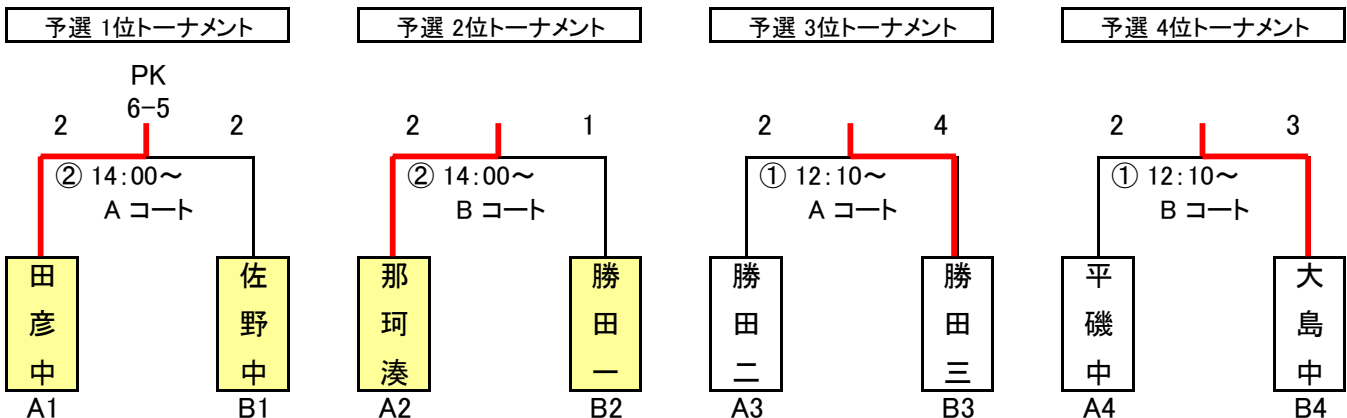 予選 1位トーナメント
PK
6-5
2
2
② 14:00～
A コート
田彦中
佐野中
A1
B1
予選 2位トーナメント
2
1
② 14:00～
B コート
那珂湊
勝田一
A2
B2
予選 3位トーナメント
2
4
① 12:10～
A コート
勝田二
勝田三
A3
B3
予選 4位トーナメント
2
3
① 12:10～
B コート
平磯中
大島中
A4
B4